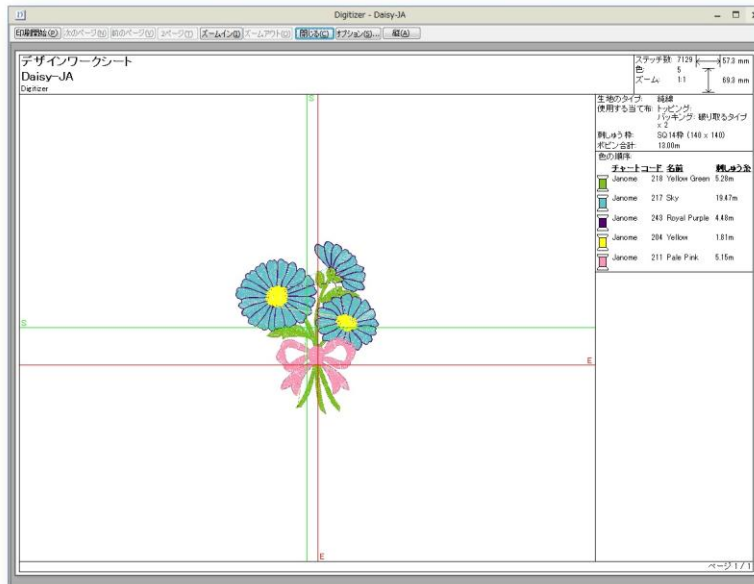 Digitizer - Daisy-JA
印刷開始(P) 次のページ(N) 前のページ(V) 2ページ(T) ズームイン(I) ズームアウト(O) 閉じる(C) オプション(S)... 縦(A)
デザインワークシート
Daisy-JA
Digitizer
ステッチ数: 7129 57.3 mm
色: 5
ズーム: 1:1 69.3 mm
生地のタイプ: 純綿
使用する当て布: トッピング:
バッキング: 破り取るタイプ
x 2
刺しゅう枠: SQ14枠 (140 x 140)
ボビン合計: 13.00m
色の順序:
チャート コード 名前 刺しゅう糸
Janome 218 Yellow Green 5.28m
Janome 217 Sky 19.47m
Janome 243 Royal Purple 4.48m
Janome 204 Yellow 1.81m
Janome 211 Pale Pink 5.15m
S
S
E
E
ページ 1 / 1